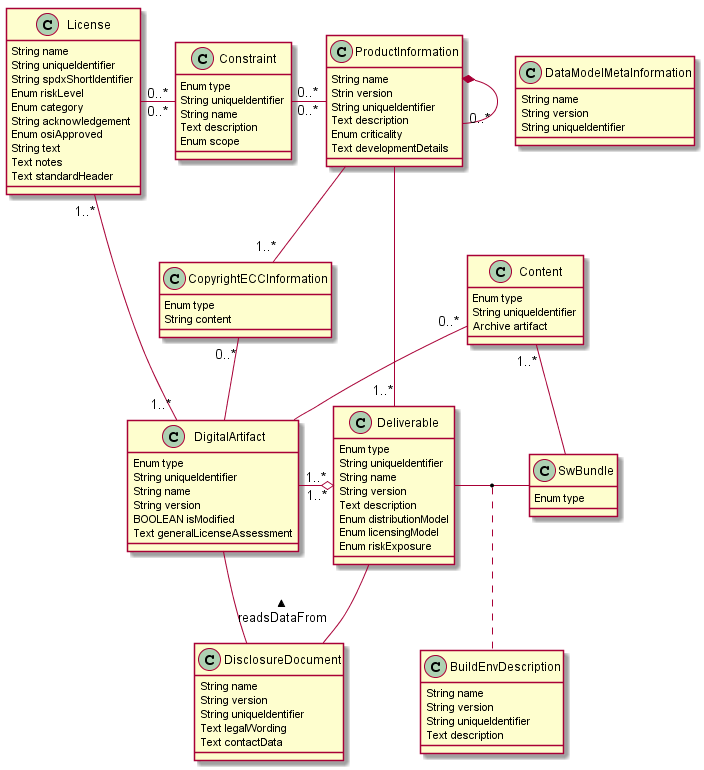 C License
String name
String uniqueIdentifier
String spdxShortIdentifier
Enum riskLevel
Enum category
String acknowledgement
Enum osiApproved
String text
Text notes
Text standardHeader
0..*
0..*
C Constraint
Enum type
String uniqueIdentifier
String name
Text description
Enum scope
0..*
0..*
C ProductInformation
String name
Strin version
String uniqueIdentifier
Text description
Enum criticality
Text developmentDetails
0..*
C DataModelMetaInformation
String name
String version
String uniqueIdentifier
1..*
1..*
C CopyrightECCInformation
Enum type
String content
0..*
C Content
Enum type
String uniqueIdentifier
Archive artifact
0..*
1..*
1..*
1..*
C DigitalArtifact
Enum type
String uniqueIdentifier
String name
String version
BOOLEAN isModified
Text generalLicenseAssessment
1..*
1..*
C Deliverable
Enum type
String uniqueIdentifier
String name
String version
Text description
Enum distributionModel
Enum licensingModel
Enum riskExposure
C SwBundle
Enum type
readsDataFrom
C DisclosureDocument
String name
String version
String uniqueIdentifier
Text legalWording
Text contactData
C BuildEnvDescription
String name
String version
String uniqueIdentifier
Text description